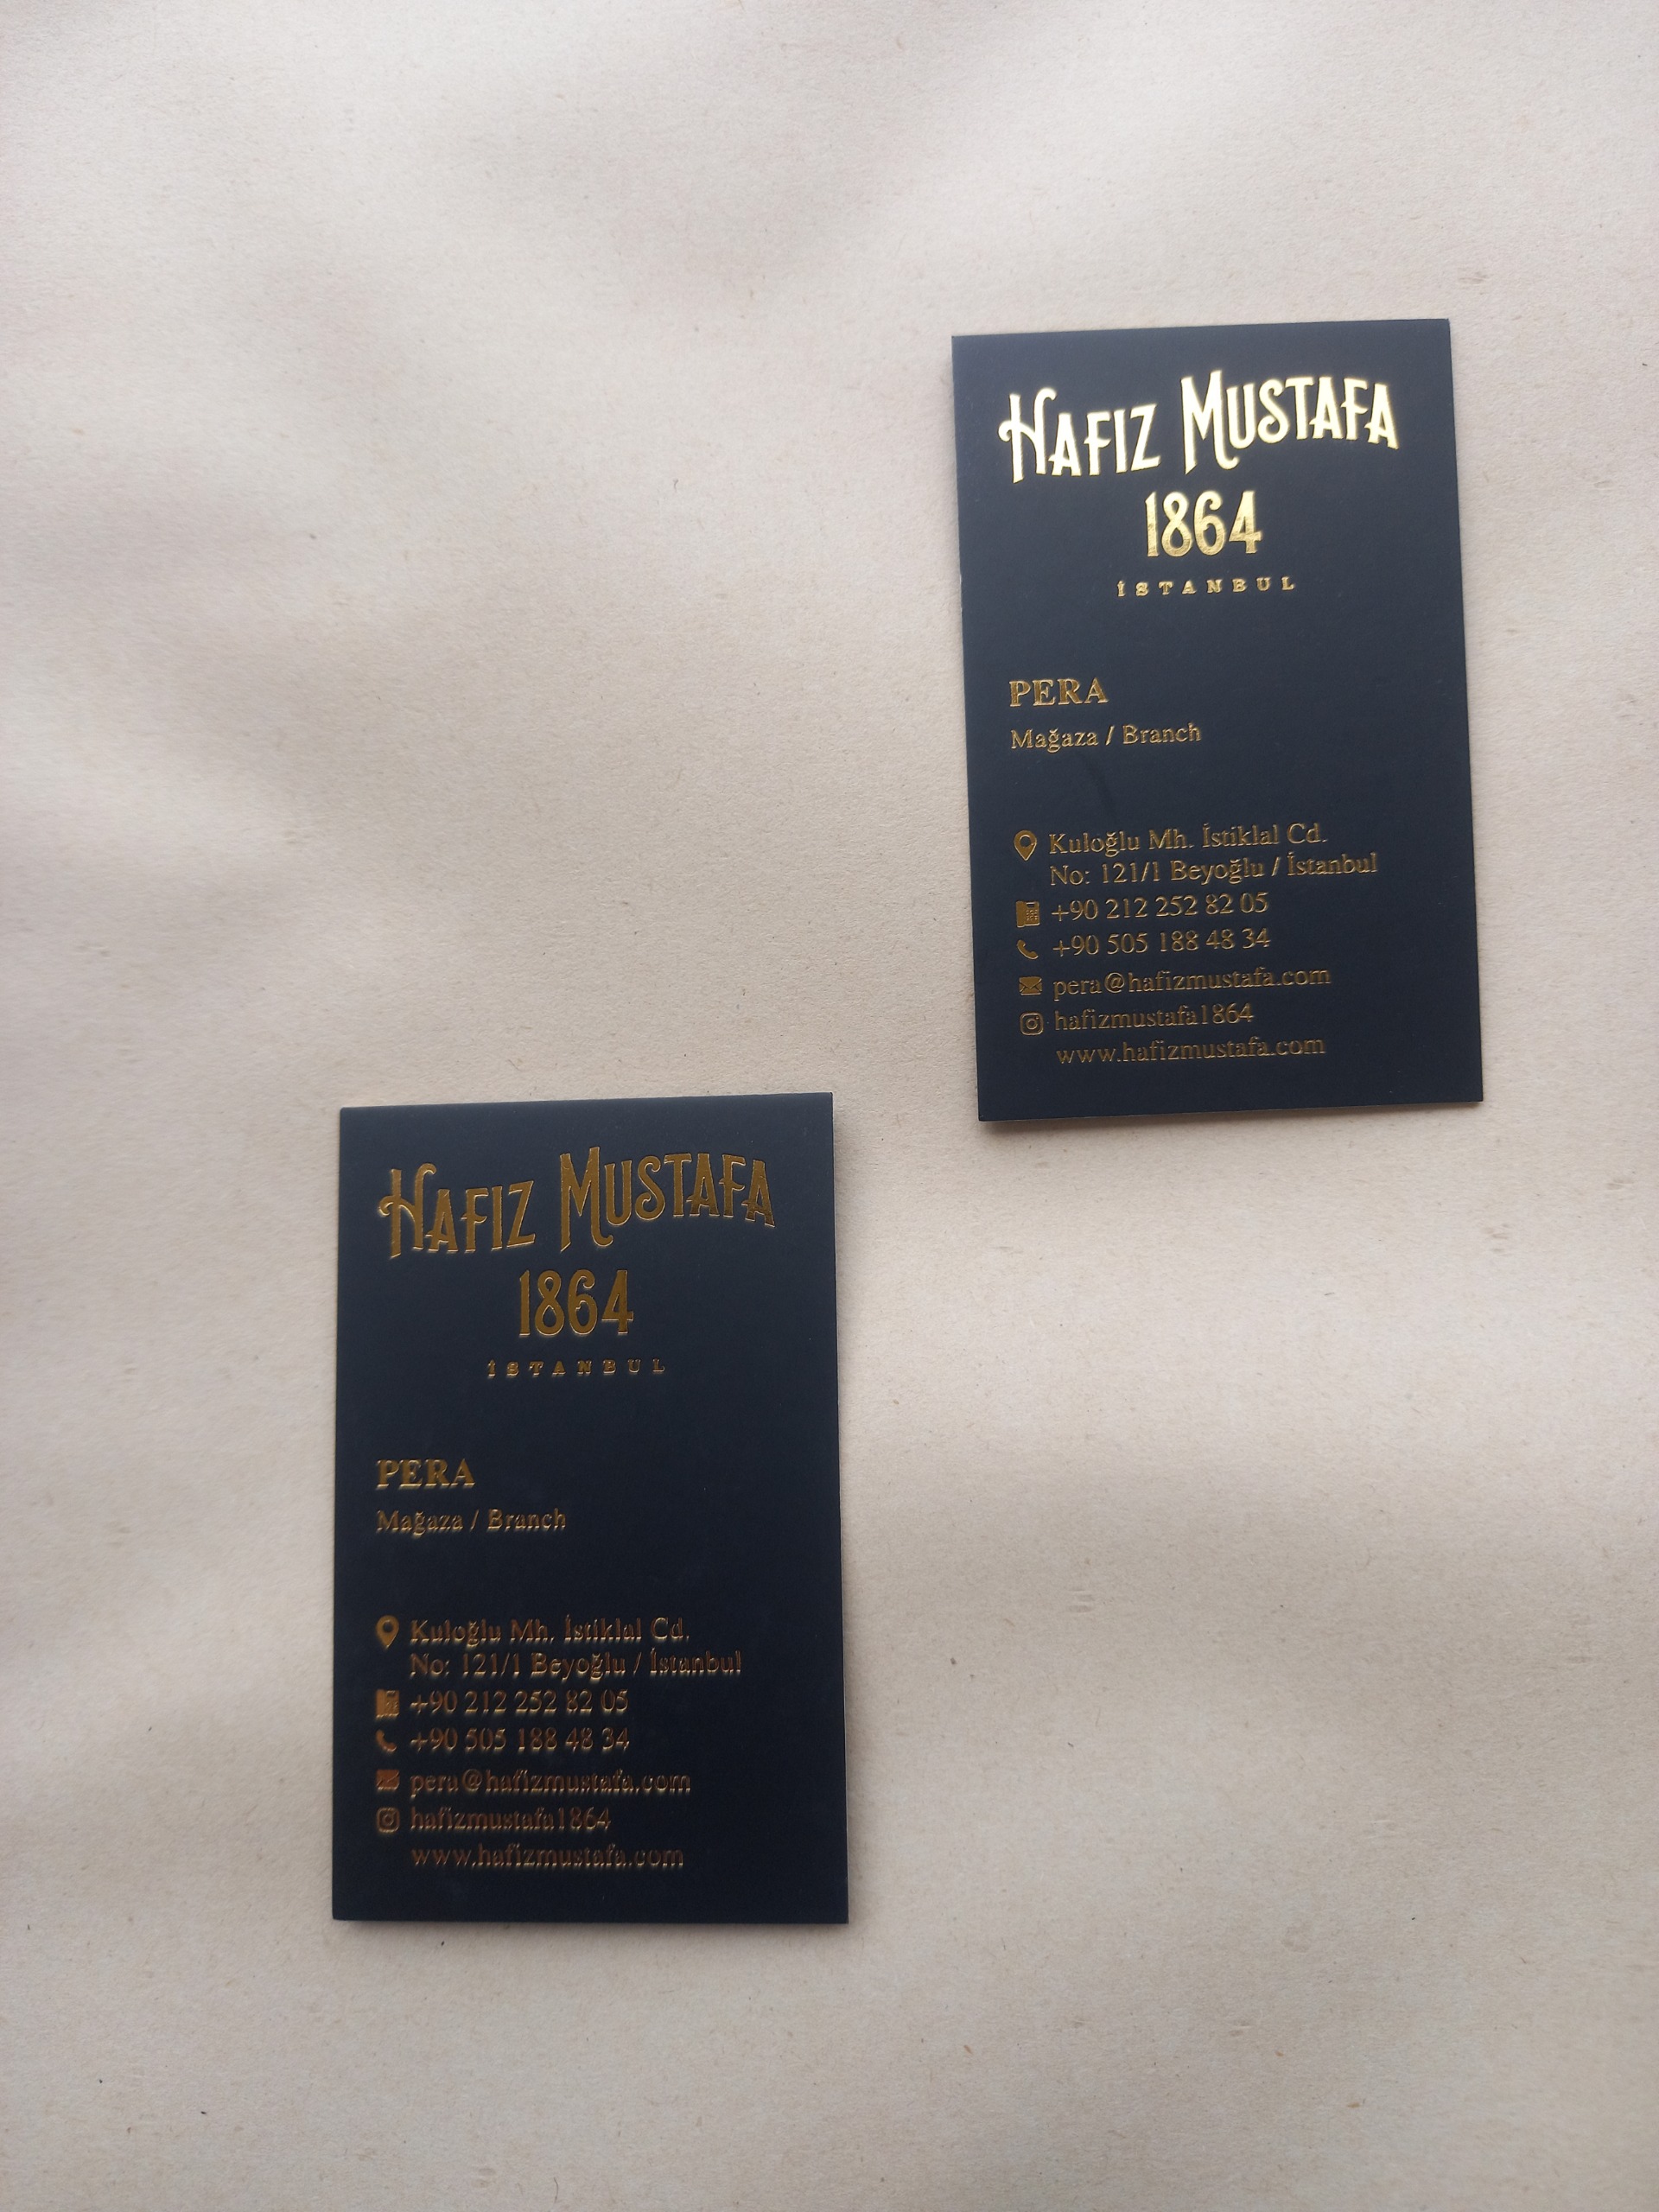 HAFIZ MUSTAFA
1864
İSTANBUL
PERA
Mağaza / Branch
Kuloğlu Mh. İstiklal Cd.
No: 121/1 Beyoğlu / İstanbul
+90 212 252 82 05
+90 505 188 48 34
pera@hafizmustafa.com
hafizmustafa1864
www.hafizmustafa.com
HAFIZ MUSTAFA
1864
İSTANBUL
PERA
Mağaza / Branch
Kuloğlu Mh. İstiklal Cd.
No: 121/1 Beyoğlu / İstanbul
+90 212 252 82 05
+90 505 188 48 34
pera@hafizmustafa.com
hafizmustafa1864
www.hafizmustafa.com